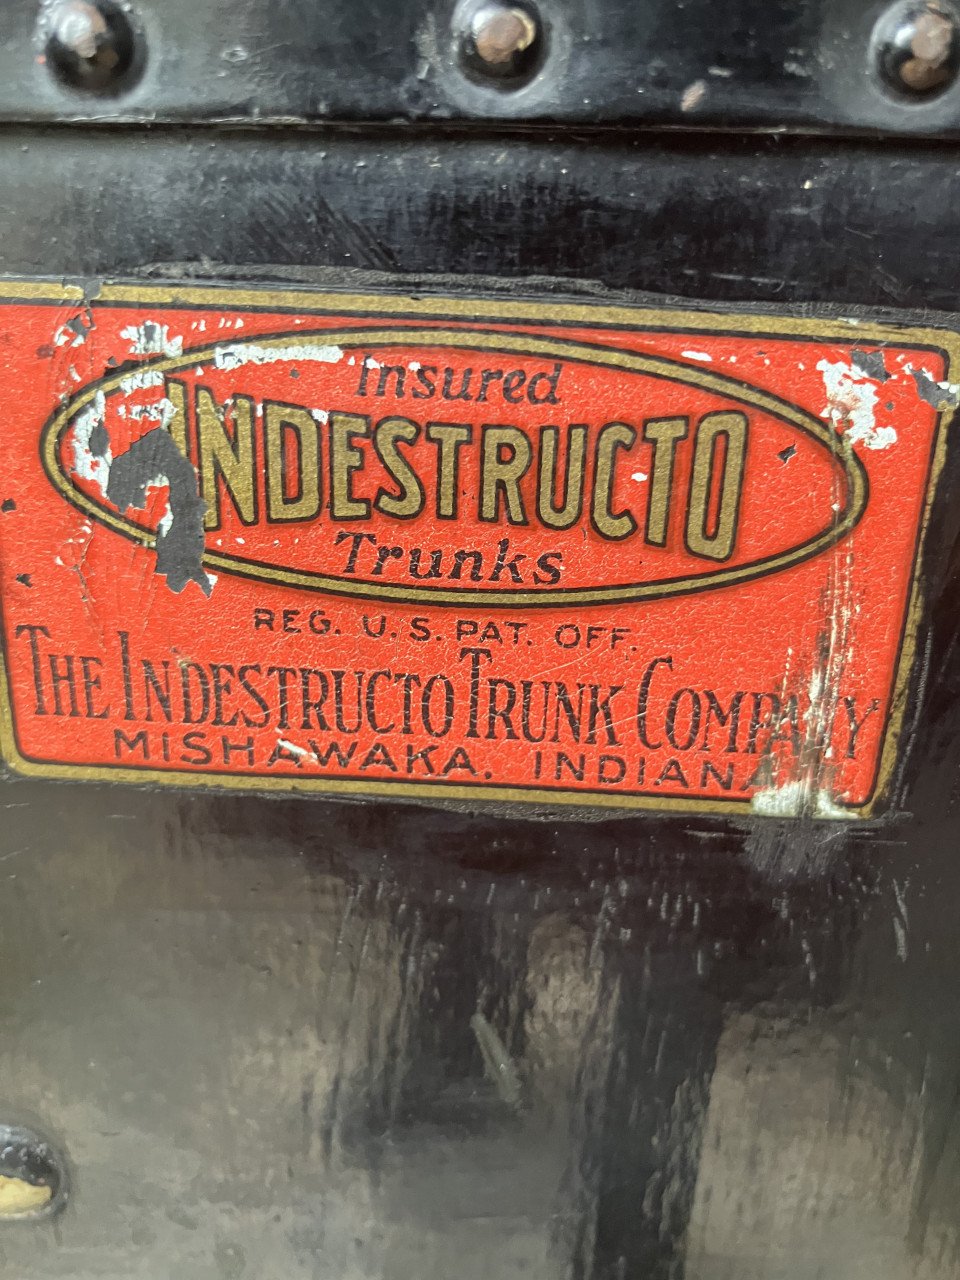 Insured
INDESTRUCTO
Trunks
REG. U.S. PAT. OFF.
THE INDESTRUCTO TRUNK COMPANY
MISHAWAKA, INDIANA